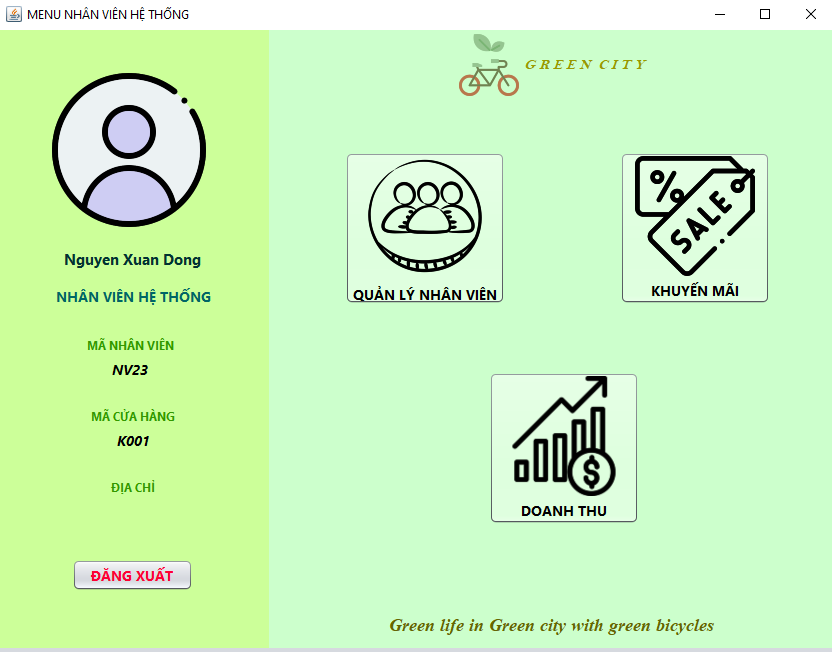 MENU NHÂN VIÊN HỆ THỐNG
GREEN CITY
Nguyen Xuan Dong
NHÂN VIÊN HỆ THỐNG
MÃ NHÂN VIÊN
NV23
MÃ CỬA HÀNG
K001
ĐỊA CHỈ
ĐĂNG XUẤT
QUẢN LÝ NHÂN VIÊN
%
SALE
KHUYẾN MÃI
$
DOANH THU
Green life in Green city with green bicycles